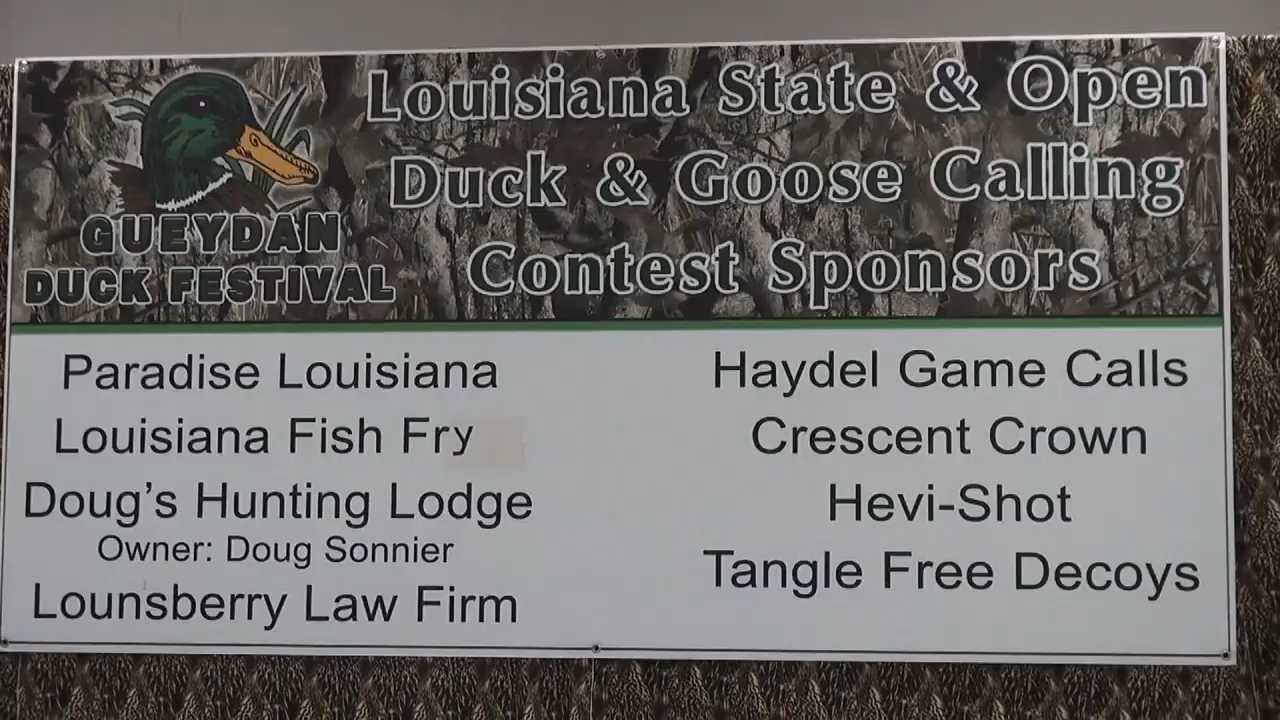 GUEYDAN
DUCK FESTIVAL
Louisiana State & Open
Duck & Goose Calling
Contest Sponsors
Paradise Louisiana
Louisiana Fish Fry
Doug's Hunting Lodge
Owner: Doug Sonnier
Lounsberry Law Firm
Haydel Game Calls
Crescent Crown
Hevi-Shot
Tangle Free Decoys